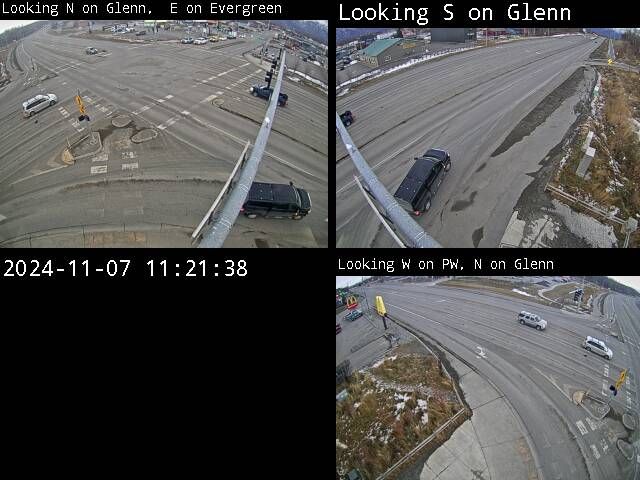 Looking N on Glenn,  E on Evergreen
Looking S on Glenn
2024-11-07 11:21:38
Looking W on PW, N on Glenn